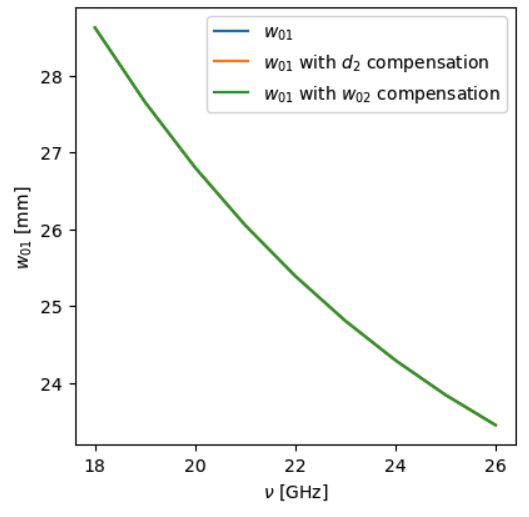 w₀₁
w₀₁ with d₂ compensation
w₀₁ with w₀₂ compensation
28
27
26
25
24
w₀₁ [mm]
18 20 22 24 26
ν [GHz]